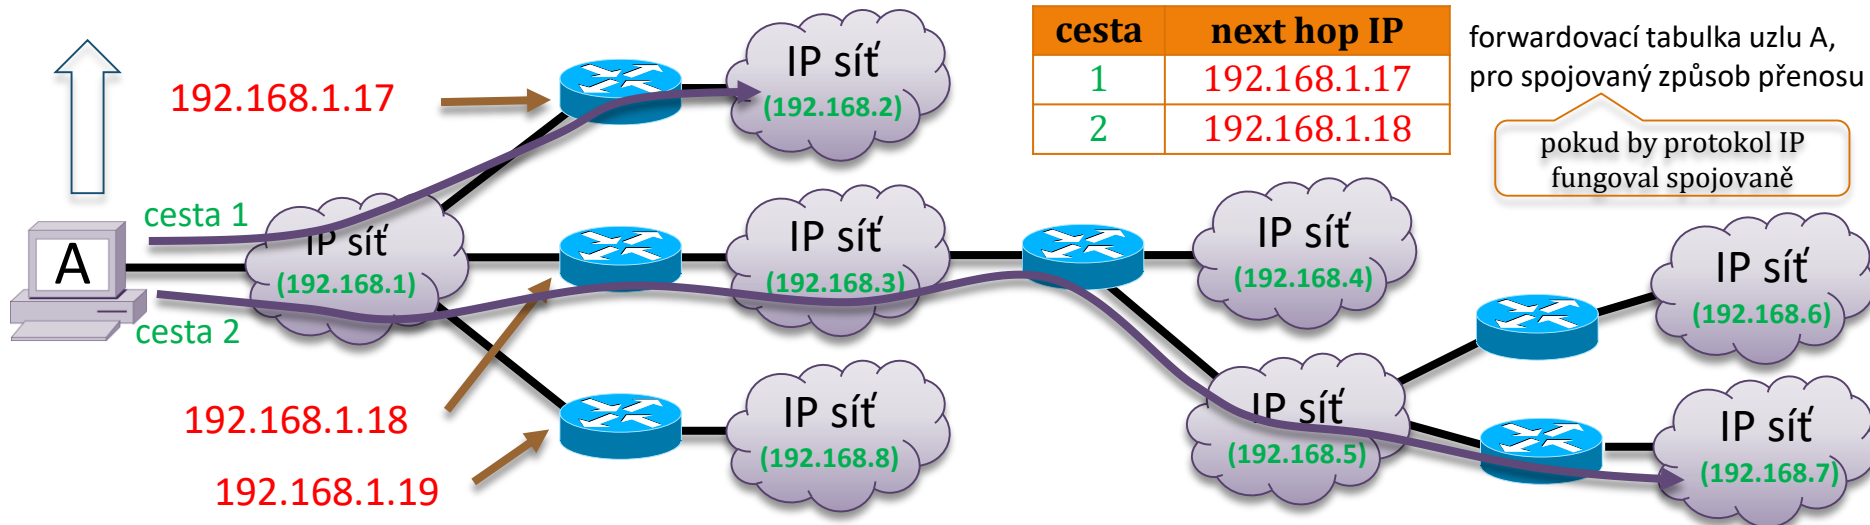 cesta next hop IP
1 192.168.1.17
2 192.168.1.18
forwardovací tabulka uzlu A,
pro spojovaný způsob přenosu
pokud by protokol IP
fungoval spojovaně
192.168.1.17
IP síť
(192.168.2)
cesta 1
A
IP síť
(192.168.1)
cesta 2
IP síť
(192.168.3)
IP síť
(192.168.4)
IP síť
(192.168.6)
192.168.1.18
192.168.1.19
IP síť
(192.168.8)
IP síť
(192.168.5)
IP síť
(192.168.7)